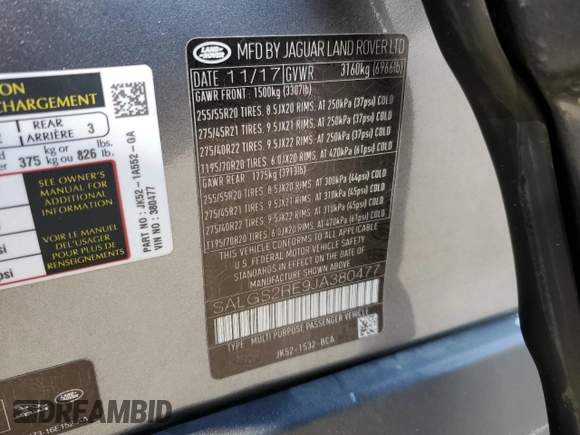 LAND ROVER
MFD BY JAGUAR LAND ROVER LTD
DATE 11/17 GVWR 3160kg (6966lb)
GAWR FRONT 1500kg (3307lb)
255/55R20 TIRES. 8.5JX20 RIMS. AT 250kPa (37psi) COLD
275/45R21 TIRES. 9.5JX21 RIMS. AT 250kPa (37psi) COLD
275/40R22 TIRES. 9.5JX22 RIMS. AT 250kPa (37psi) COLD
T195/70R20 TIRES. 6.0JX20 RIMS. AT 420kPa (61psi) COLD
GAWR REAR 1775kg (3913lb)
255/55R20 TIRES. 8.5JX20 RIMS. AT 300kPa (44psi) COLD
275/45R21 TIRES. 9.5JX21 RIMS. AT 310kPa (45psi) COLD
275/40R22 TIRES. 9.5JX22 RIMS. AT 310kPa (45psi) COLD
T195/70R20 TIRES. 6.0JX20 RIMS. AT 420kPa (61psi) COLD
THIS VEHICLE CONFORMS TO ALL APPLICABLE
U.S. FEDERAL MOTOR VEHICLE SAFETY
STANDARDS IN EFFECT ON THE DATE OF
MANUFACTURE SHOWN ABOVE.
SALGS2RE9JA380477
TYPE: MULTI PURPOSE PASSENGER VEHICLE
JK52-1532-BCA
ION
CHARGEMENT
2 REAR ARRIÈRE 3
ed 375 kg or kg ou 826 lb.
SEE OWNER'S
MANUAL FOR
ADDITIONAL
INFORMATION
VOIR LE MANUEL
DE L'USAGER
POUR PLUS DE
RENSEIGNEMENTS
psi
PART NO : JK52-1A552-GA
VIN NO : 380477
DREAMBID
.COM